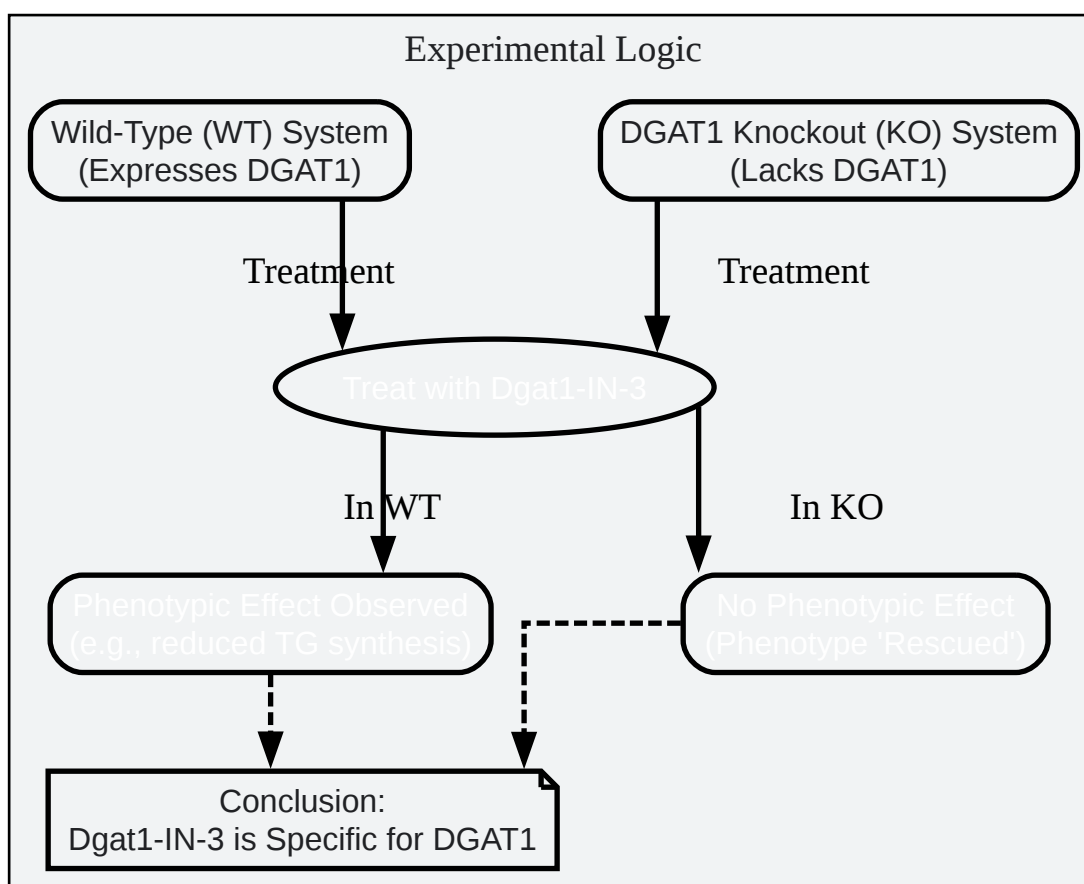 Experimental Logic
Wild-Type (WT) System
(Expresses DGAT1)
DGAT1 Knockout (KO) System
(Lacks DGAT1)
Treatment
Treatment
Treat with Dgat1-IN-3
In WT
In KO
Phenotypic Effect Observed
(e.g., reduced TG synthesis)
No Phenotypic Effect
(Phenotype 'Rescued')
Conclusion:
Dgat1-IN-3 is Specific for DGAT1